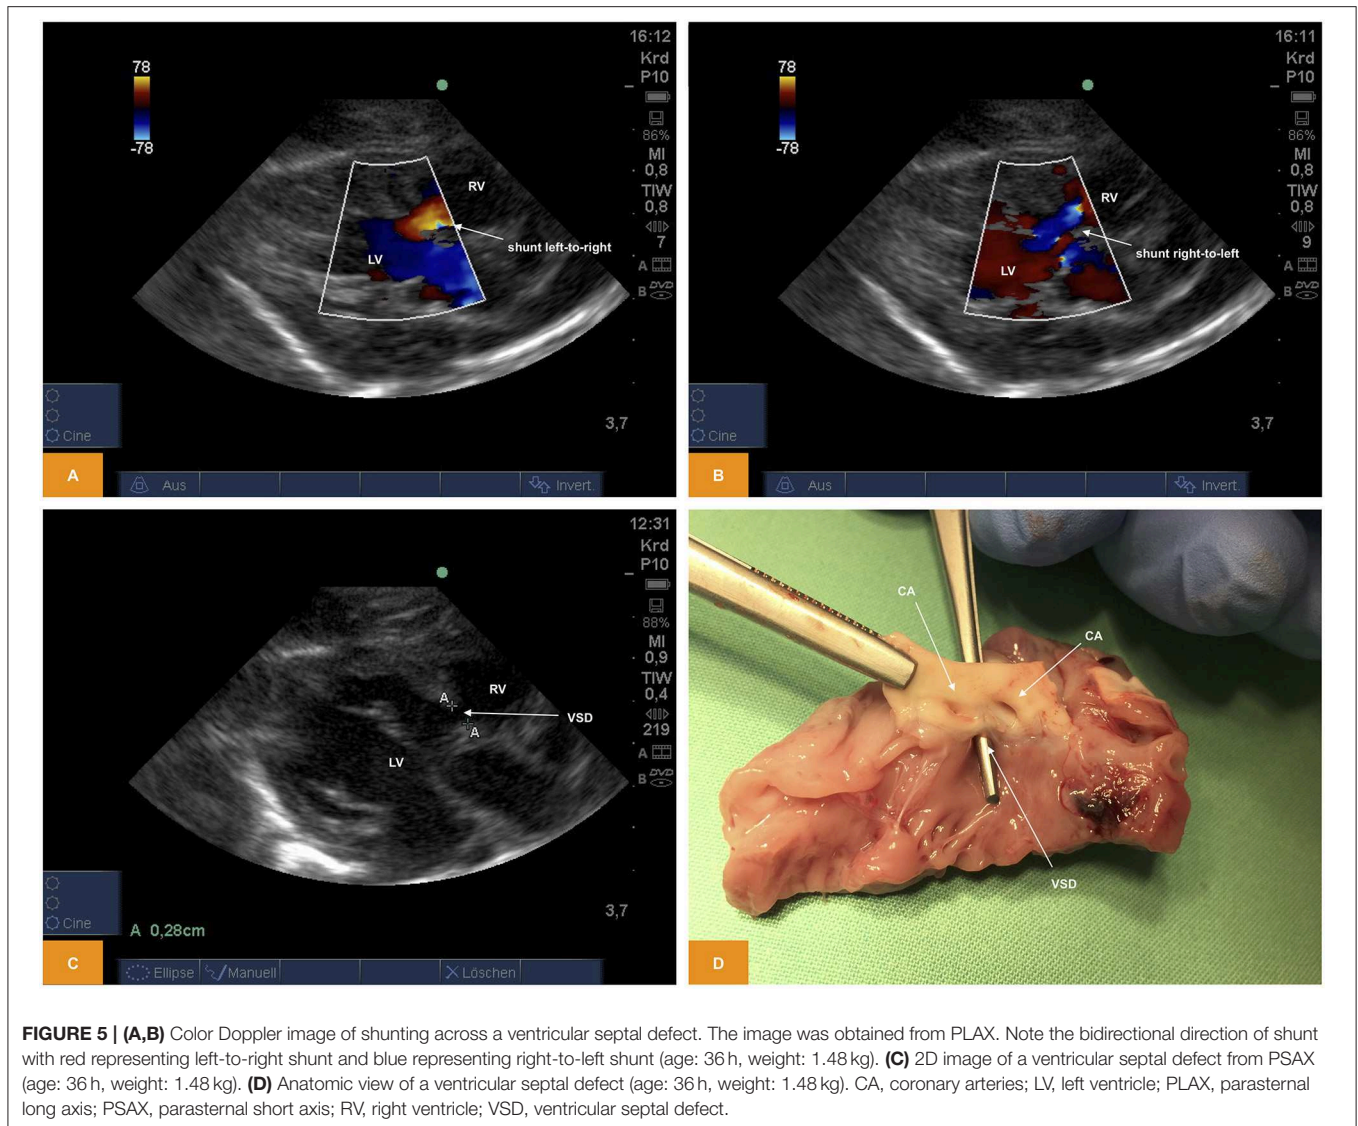 78
-78
16:12
Krd
P10
86%
MI
0,8
TIW
0,8
7
A
B DVD
RV
shunt left-to-right
LV
3,7
Cine
A
Aus
Invert.
78
-78
16:11
Krd
P10
86%
MI
0,8
TIW
0,8
9
A
B DVD
RV
shunt right-to-left
LV
3,7
Cine
B
Aus
Invert.
12:31
Krd
P10
88%
MI
0,9
TIW
0,4
219
A
B DVD
RV
A
VSD
A
LV
3,7
Cine
A 0,28cm
C
Ellipse
Manuell
Löschen
CA
CA
VSD
D
FIGURE 5 | (A,B) Color Doppler image of shunting across a ventricular septal defect. The image was obtained from PLAX. Note the bidirectional direction of shunt
with red representing left-to-right shunt and blue representing right-to-left shunt (age: 36 h, weight: 1.48 kg). (C) 2D image of a ventricular septal defect from PSAX
(age: 36 h, weight: 1.48 kg). (D) Anatomic view of a ventricular septal defect (age: 36 h, weight: 1.48 kg). CA, coronary arteries; LV, left ventricle; PLAX, parasternal
long axis; PSAX, parasternal short axis; RV, right ventricle; VSD, ventricular septal defect.